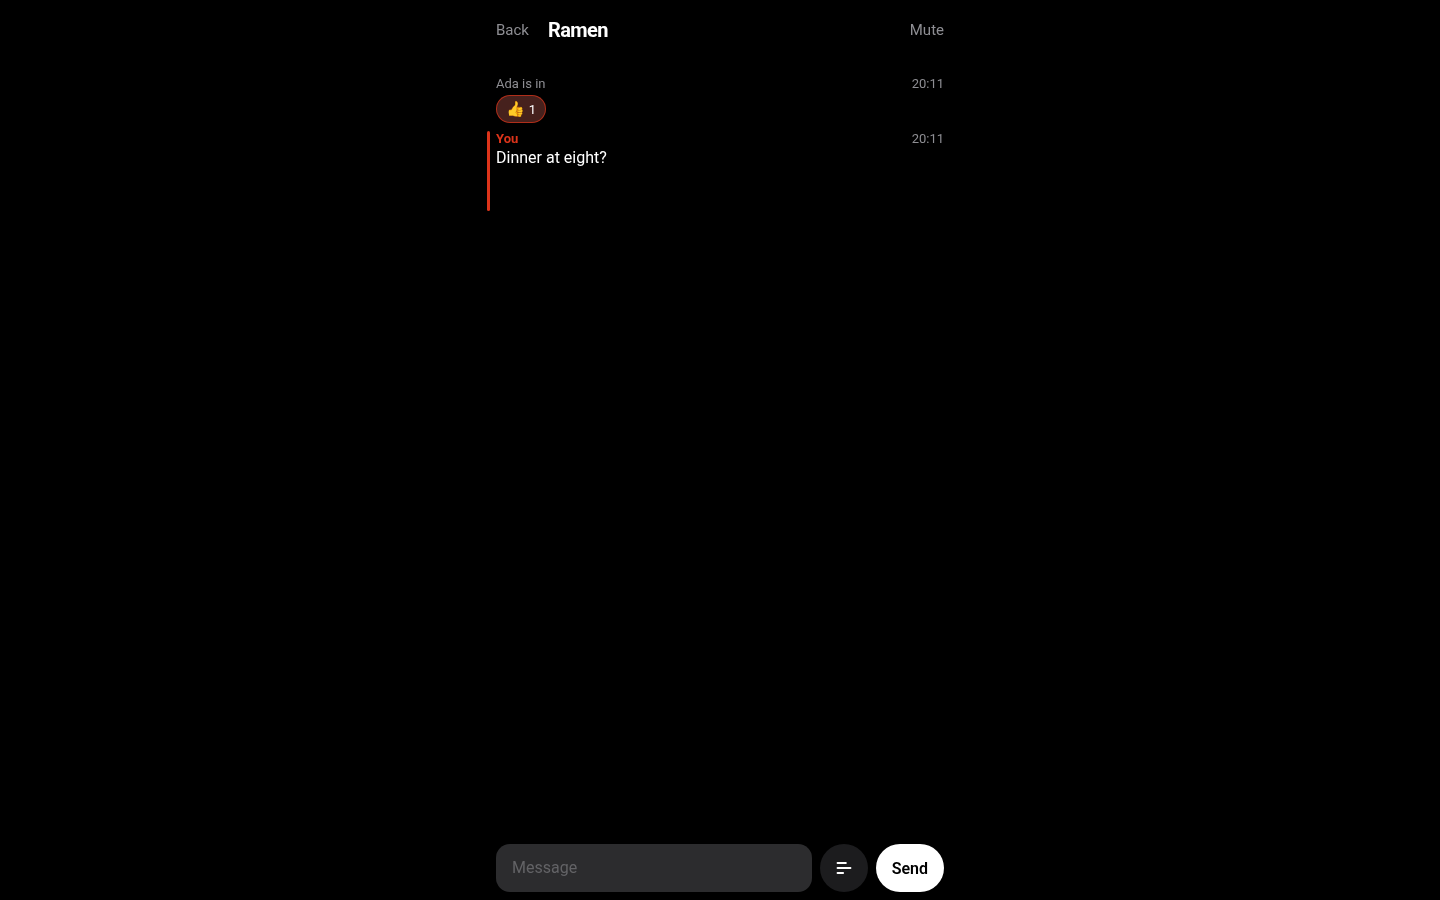 Back Ramen Mute
Ada is in 20:11
👍 1
You 20:11
Dinner at eight?
Message Send